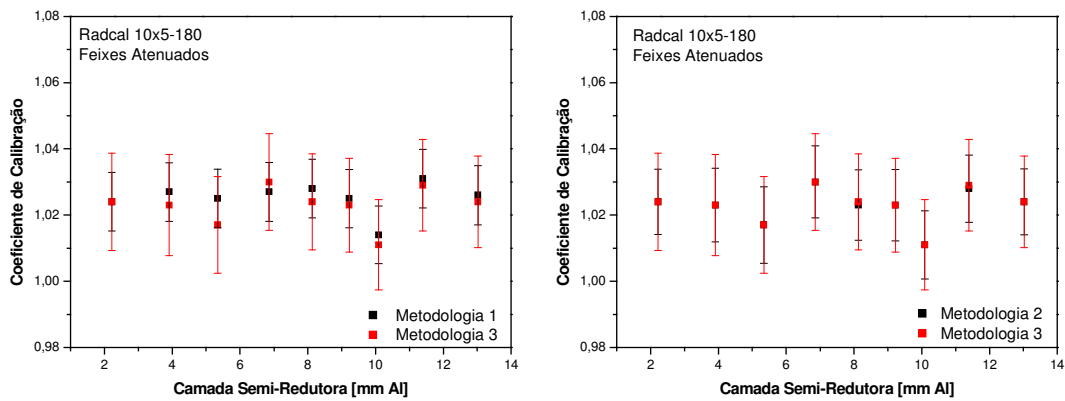 Radcal 10x5-180
Feixes Atenuados
1,08
1,06
1,04
1,02
1,00
0,98
Coeficiente de Calibração
2 4 6 8 10 12 14
Camada Semi-Redutora [mm Al]
Metodologia 1
Metodologia 3
Radcal 10x5-180
Feixes Atenuados
1,08
1,06
1,04
1,02
1,00
0,98
Coeficiente de Calibração
2 4 6 8 10 12 14
Camada Semi-Redutora [mm Al]
Metodologia 2
Metodologia 3